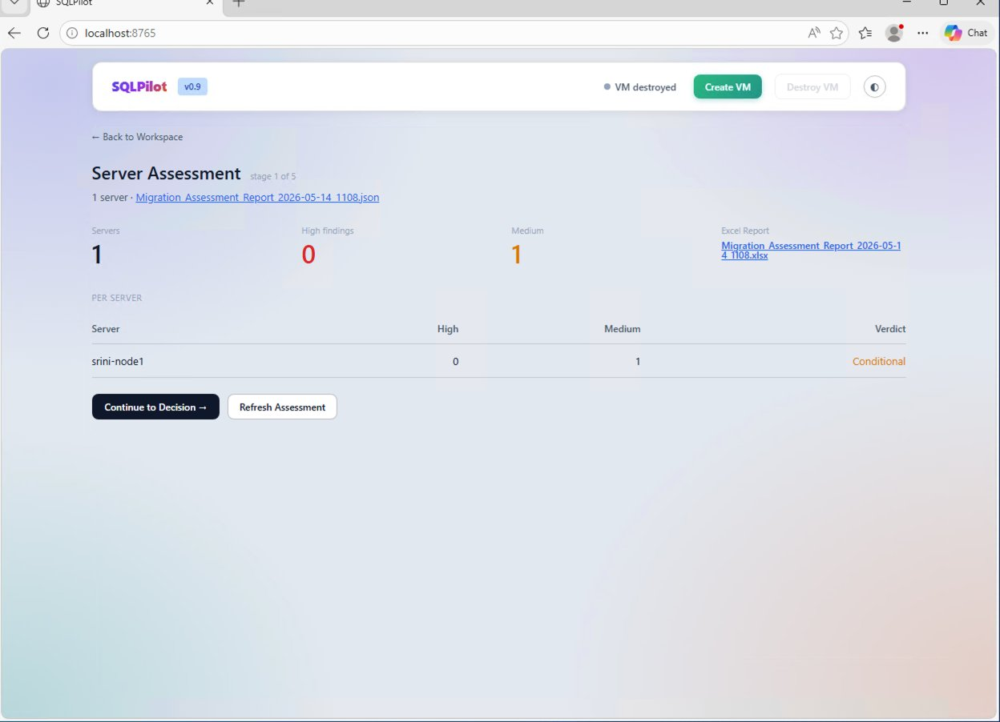 SQLPilot
localhost:8765
Chat
SQLPilot v0.9 VM destroyed Create VM Destroy VM
← Back to Workspace
Server Assessment stage 1 of 5
1 server · Migration_Assessment_Report_2026-05-14_1108.json
Servers High findings Medium Excel Report
1 0 1 Migration_Assessment_Report_2026-05-1
4_1108.xlsx
PER SERVER
Server High Medium Verdict
srini-node1 0 1 Conditional
Continue to Decision → Refresh Assessment